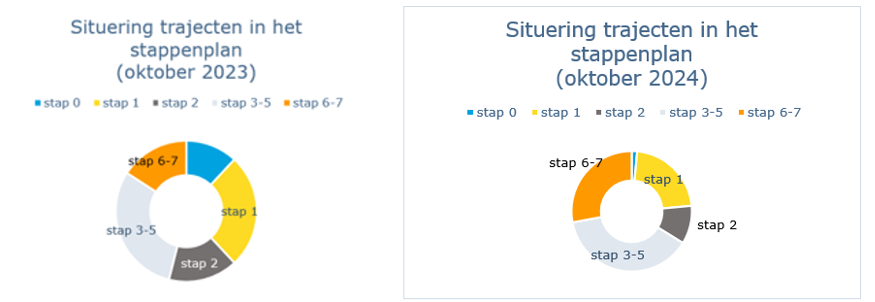 Situering trajecten in het
stappenplan
(oktober 2023)
stap 0 stap 1 stap 2 stap 3-5 stap 6-7
stap 6-7
stap 1
stap 3-5
stap 2
Situering trajecten in het
stappenplan
(oktober 2024)
stap 0 stap 1 stap 2 stap 3-5 stap 6-7
stap 6-7
stap 1
stap 2
stap 3-5